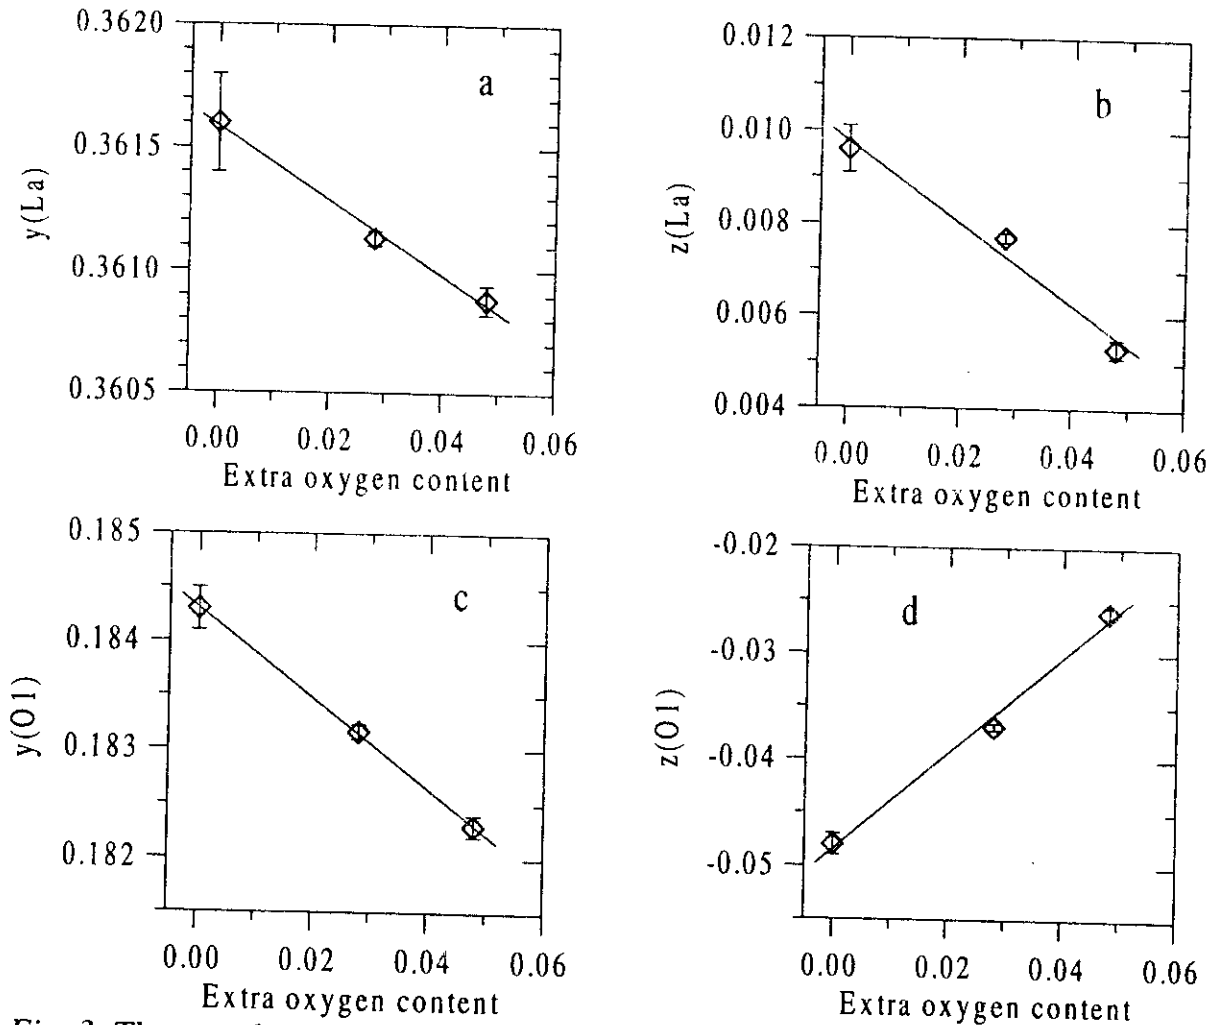 0.3620
0.3615
0.3610
0.3605
y(La)
a
0.00 0.02 0.04 0.06
Extra oxygen content
0.012
0.010
0.008
0.006
0.004
z(La)
b
0.00 0.02 0.04 0.06
Extra oxygen content
0.185
0.184
0.183
0.182
y(O1)
c
0.00 0.02 0.04 0.06
Extra oxygen content
-0.02
-0.03
-0.04
-0.05
z(O1)
d
0.00 0.02 0.04 0.06
Extra oxygen content
Fig. 3. The